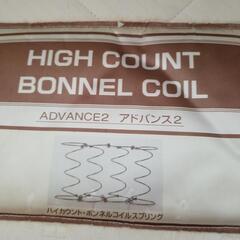 HIGH COUNT
BONNEL COIL
ADVANCE2 アドバンス2
ハイカウント・ボンネルコイルスプリング